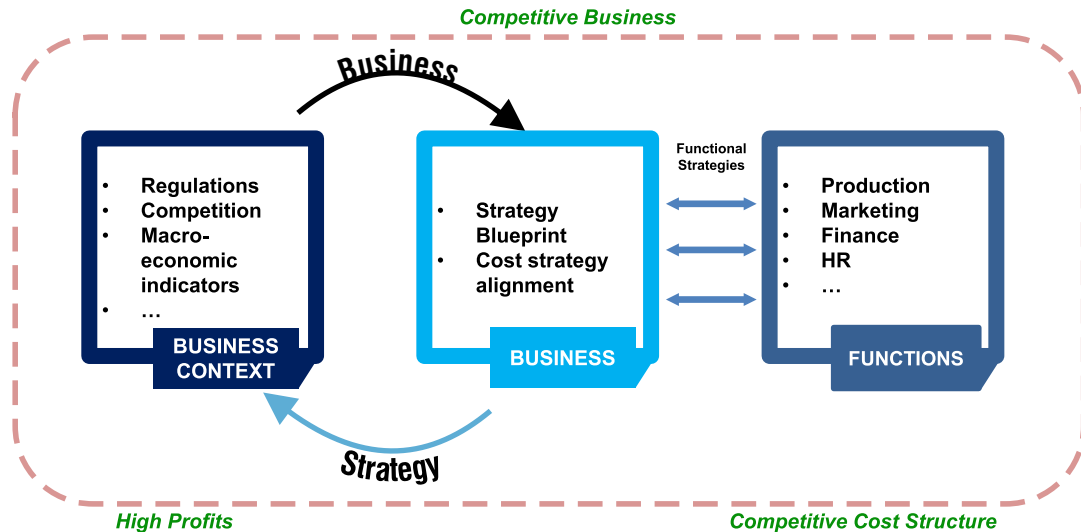 Competitive Business
Business
• Regulations
• Competition
• Macro-
economic
indicators
• …
BUSINESS
CONTEXT
• Strategy
Blueprint
• Cost strategy
alignment
BUSINESS
Functional
Strategies
• Production
• Marketing
• Finance
• HR
• …
FUNCTIONS
Strategy
High Profits
Competitive Cost Structure